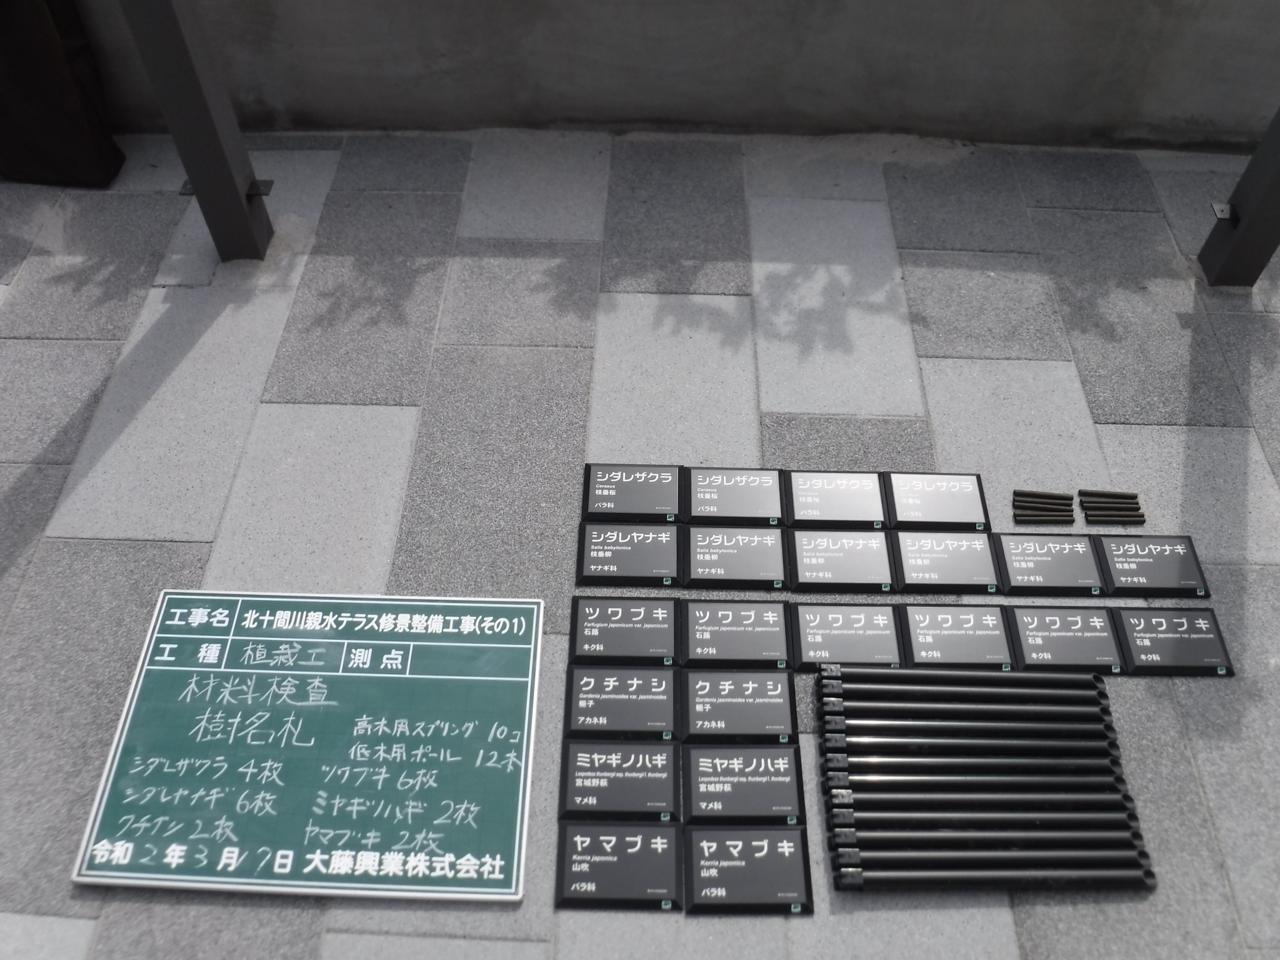 工事名 北十間川親水テラス修景整備工事(その1)
工種 植栽工 測点
材料検査
樹名札
高木用スプリング 10コ
低木用ポール 12本
シダレザクラ 4枚 ツワブキ 6枚
シダレヤナギ 6枚 ミヤギノハギ 2枚
クチナシ 2枚 ヤマブキ 2枚
令和2年3月17日 大藤興業株式会社
シダレザクラ シダレザクラ シダレザクラ シダレザクラ
Cerasus Cerasus
枝垂桜 枝垂桜 枝垂桜 枝垂桜
バラ科 バラ科 バラ科 バラ科
シダレヤナギ シダレヤナギ シダレヤナギ シダレヤナギ シダレヤナギ シダレヤナギ
Salix babylonica Salix babylonica Salix babylonica Salix babylonica Salix babylonica Salix babylonica
枝垂柳 枝垂柳 枝垂柳 枝垂柳 枝垂柳 枝垂柳
ヤナギ科 ヤナギ科 ヤナギ科 ヤナギ科 ヤナギ科 ヤナギ科
ツワブキ ツワブキ ツワブキ ツワブキ ツワブキ ツワブキ
Farfugium japonicum var. japonicum Farfugium japonicum var. japonicum Farfugium japonicum var. japonicum Farfugium japonicum var. japonicum Farfugium japonicum var. japonicum Farfugium japonicum var. japonicum
石蕗 石蕗 石蕗 石蕗 石蕗 石蕗
キク科 キク科 キク科 キク科 キク科 キク科
クチナシ クチナシ
Gardenia jasminoides var. jasminoides Gardenia jasminoides var. jasminoides
梔子 梔子
アカネ科 アカネ科
ミヤギノハギ ミヤギノハギ
宮城野萩 宮城野萩
マメ科 マメ科
ヤマブキ ヤマブキ
Kerria japonica Kerria japonica
山吹 山吹
バラ科 バラ科